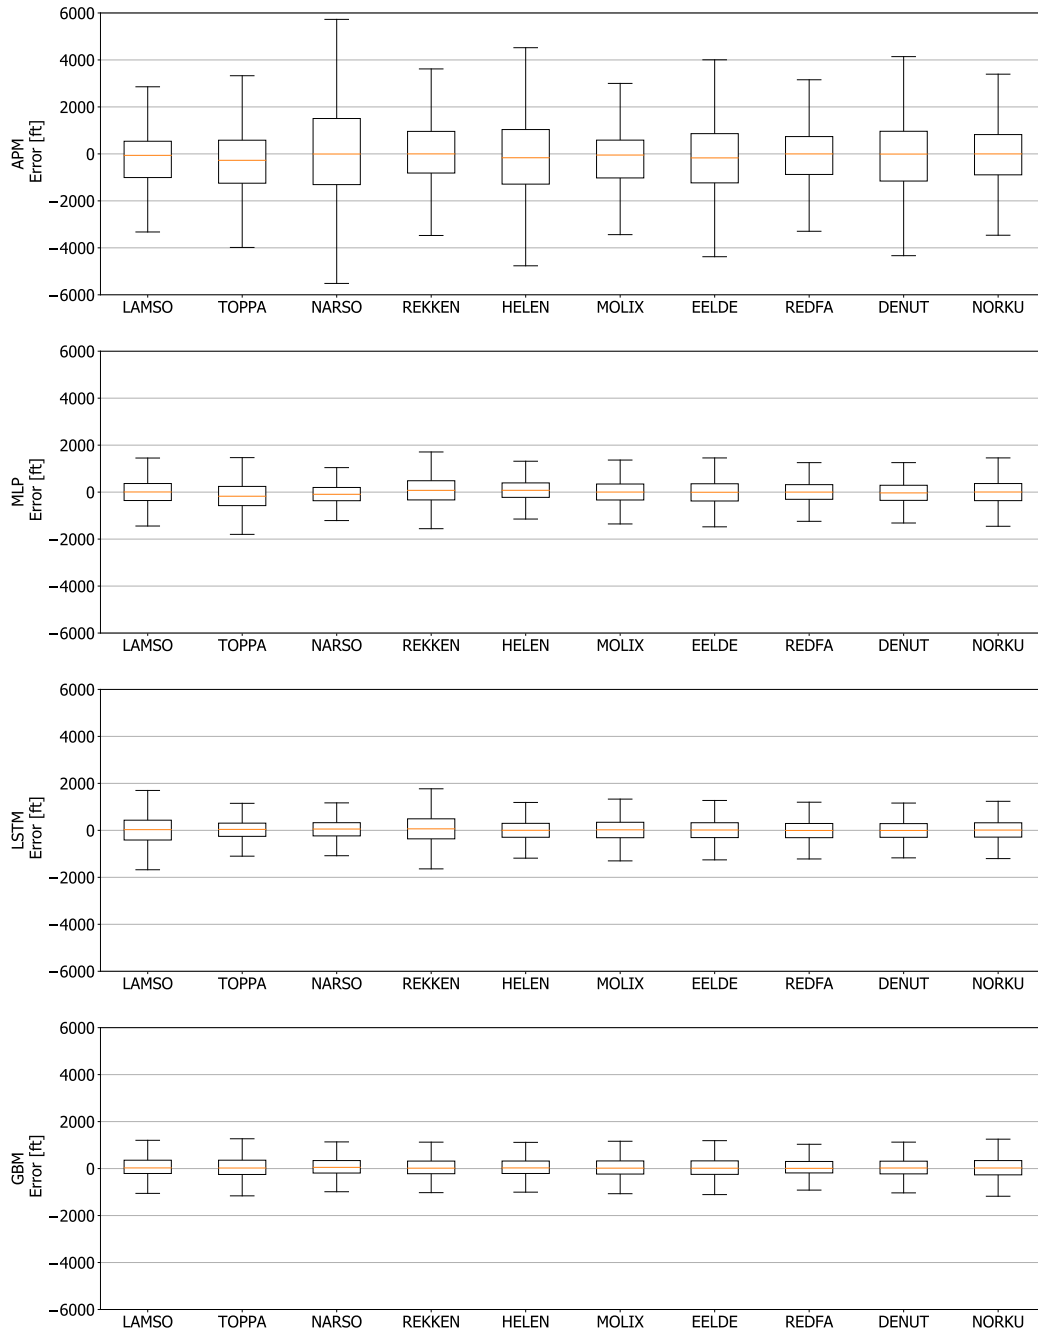 6000
4000
2000
0
−2000
−4000
−6000
APM
Error [ft]
LAMSO TOPPA NARSO REKKEN HELEN MOLIX EELDE REDFA DENUT NORKU
6000
4000
2000
0
−2000
−4000
−6000
MLP
Error [ft]
LAMSO TOPPA NARSO REKKEN HELEN MOLIX EELDE REDFA DENUT NORKU
6000
4000
2000
0
−2000
−4000
−6000
LSTM
Error [ft]
LAMSO TOPPA NARSO REKKEN HELEN MOLIX EELDE REDFA DENUT NORKU
6000
4000
2000
0
−2000
−4000
−6000
GBM
Error [ft]
LAMSO TOPPA NARSO REKKEN HELEN MOLIX EELDE REDFA DENUT NORKU